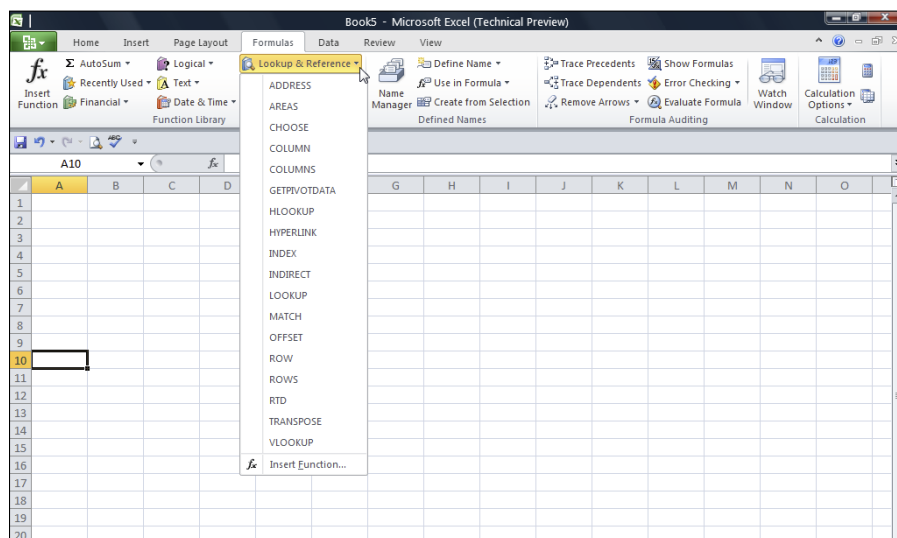 Book5 - Microsoft Excel (Technical Preview)
Home Insert Page Layout Formulas Data Review View
Σ AutoSum Logical Lookup & Reference Define Name Trace Precedents Show Formulas
fx Recently Used Text Name Manager Use in Formula Trace Dependents Error Checking Watch Window Calculation Options
Insert Function Financial Date & Time Create from Selection Remove Arrows Evaluate Formula
Function Library Defined Names Formula Auditing Calculation
ABC
A10 fx
A B C D G H I J K L M N O
ADDRESS
AREAS
CHOOSE
COLUMN
COLUMNS
GETPIVOTDATA
HLOOKUP
HYPERLINK
INDEX
INDIRECT
LOOKUP
MATCH
OFFSET
ROW
ROWS
RTD
TRANSPOSE
VLOOKUP
fx Insert Function...
1
2
3
4
5
6
7
8
9
10
11
12
13
14
15
16
17
18
19
20